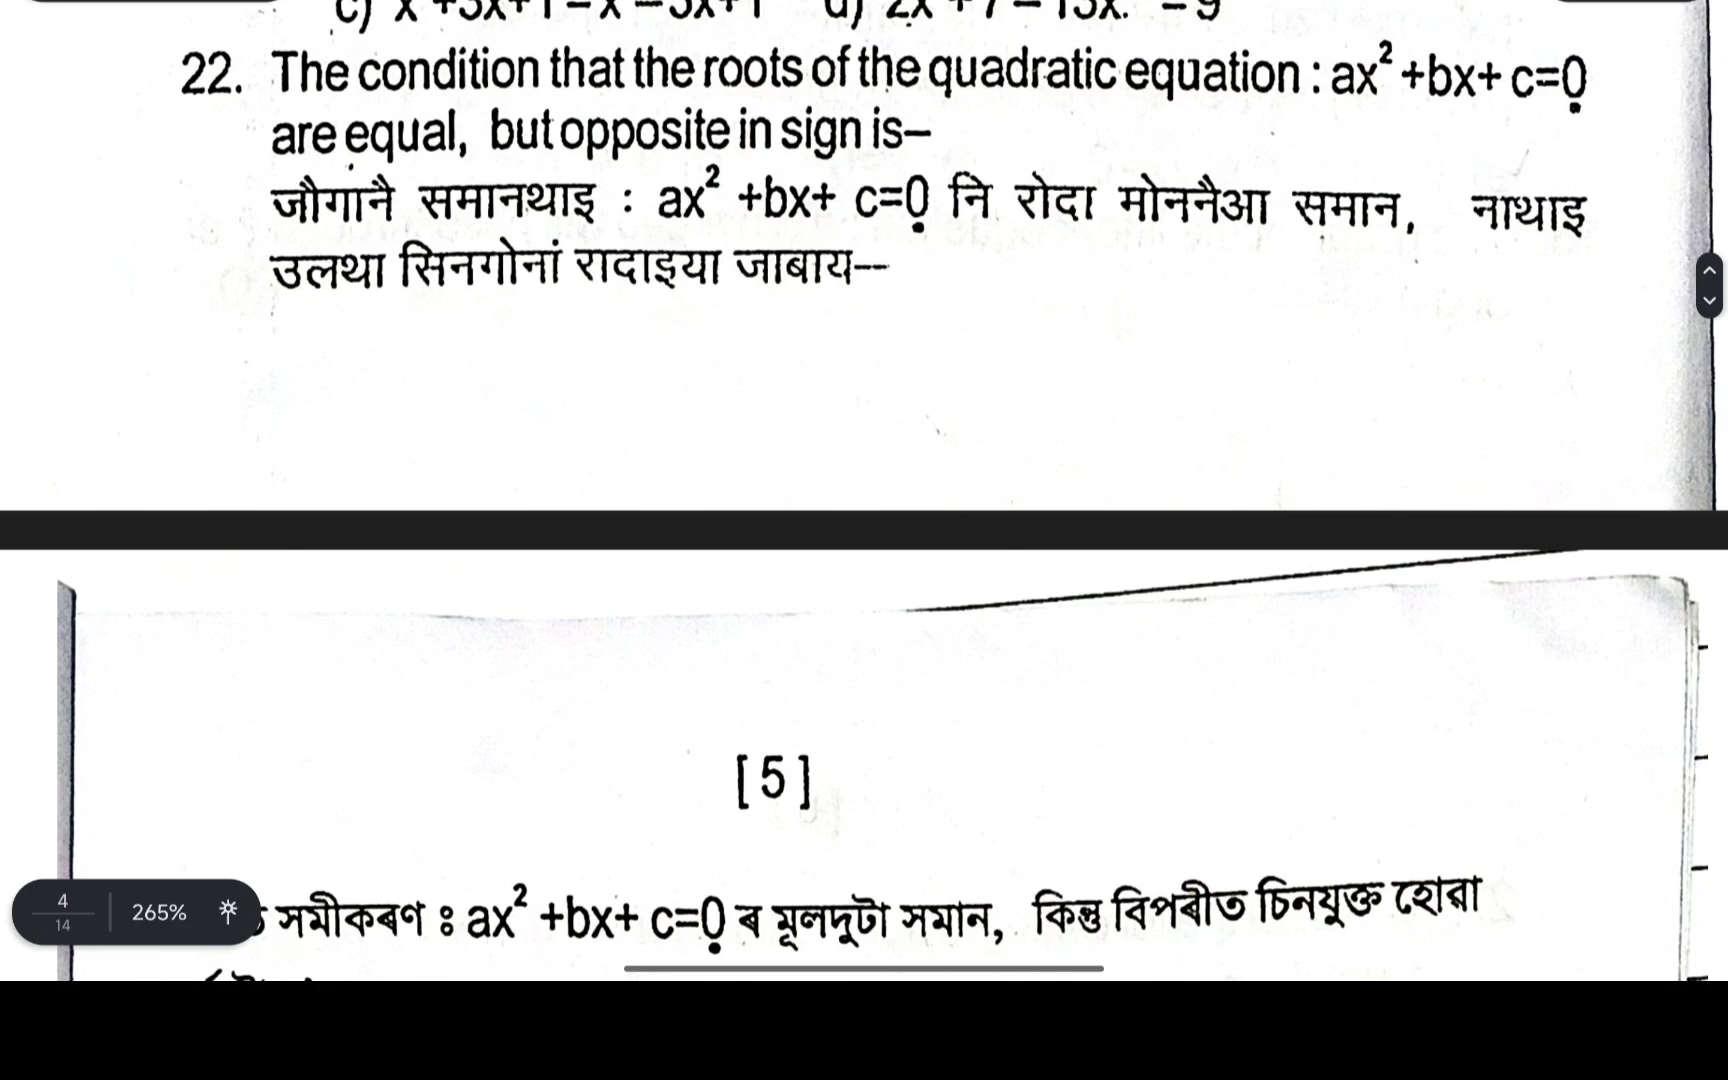 22. The condition that the roots of the quadratic equation : ax² +bx+ c=0
are equal, but opposite in sign is–
जौगानै समानथाइ : ax² +bx+ c=0 नि रोदा मोननैआ समान, नाथाइ
उलथा सिनगोनां रादाइया जाबाय--
[ 5 ]
সমীকৰণ ঃ ax² +bx+ c=0 ৰ মূলদুটা সমান, কিন্তু বিপৰীত চিনযুক্ত হোৱা
4
14
265%